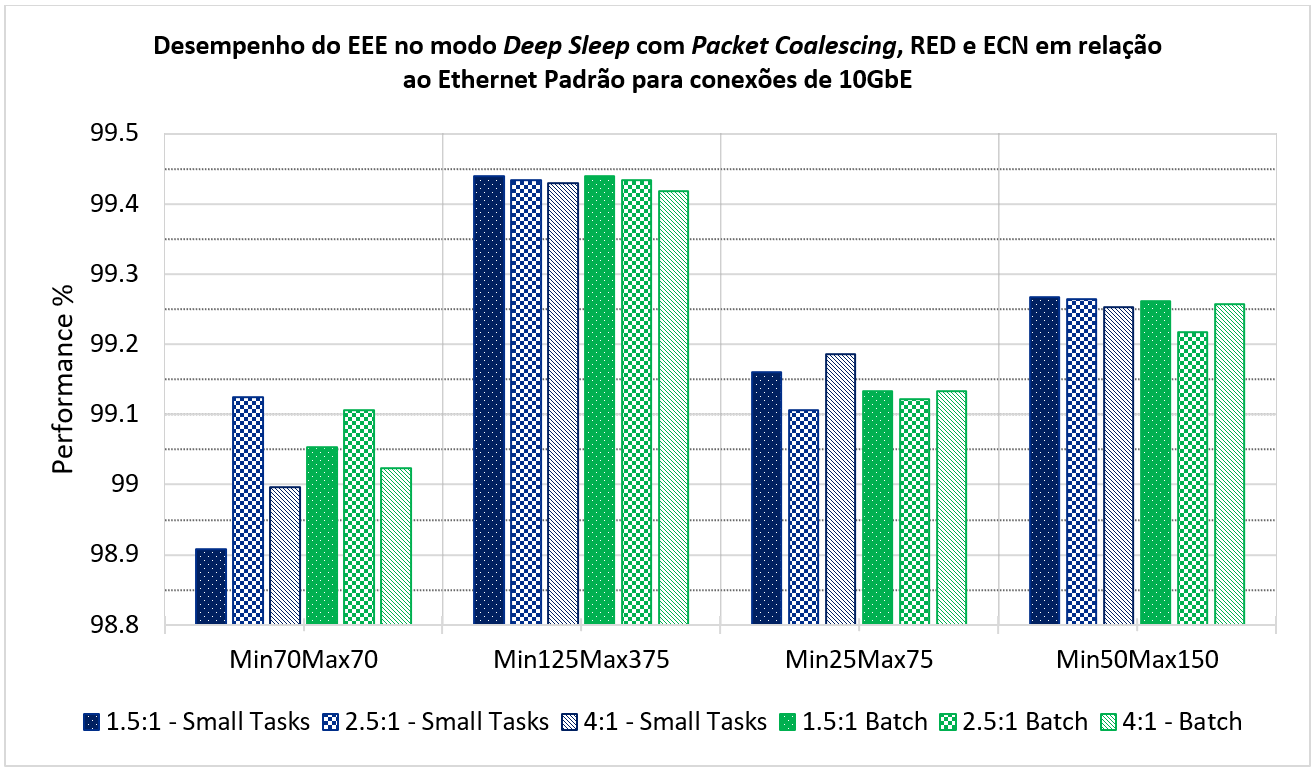 Desempenho do EEE no modo Deep Sleep com Packet Coalescing, RED e ECN em relação
ao Ethernet Padrão para conexões de 10GbE
Performance %
99.5
99.4
99.3
99.2
99.1
99
98.9
98.8
Min70Max70 Min125Max375 Min25Max75 Min50Max150
1.5:1 - Small Tasks 2.5:1 - Small Tasks 4:1 - Small Tasks 1.5:1 Batch 2.5:1 Batch 4:1 - Batch